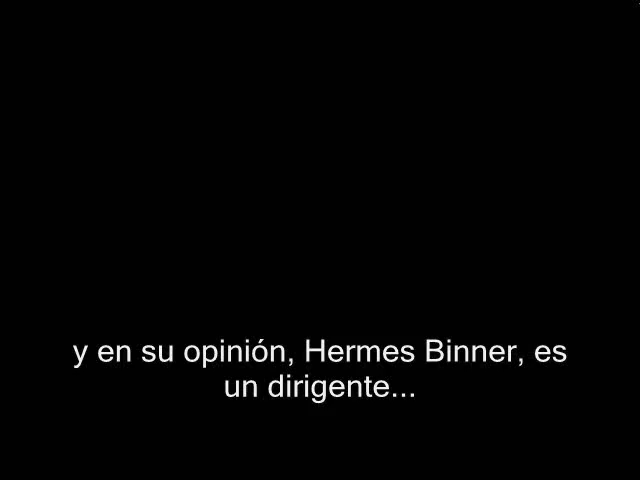 y en su opinión, Hermes Binner, es
un dirigente...